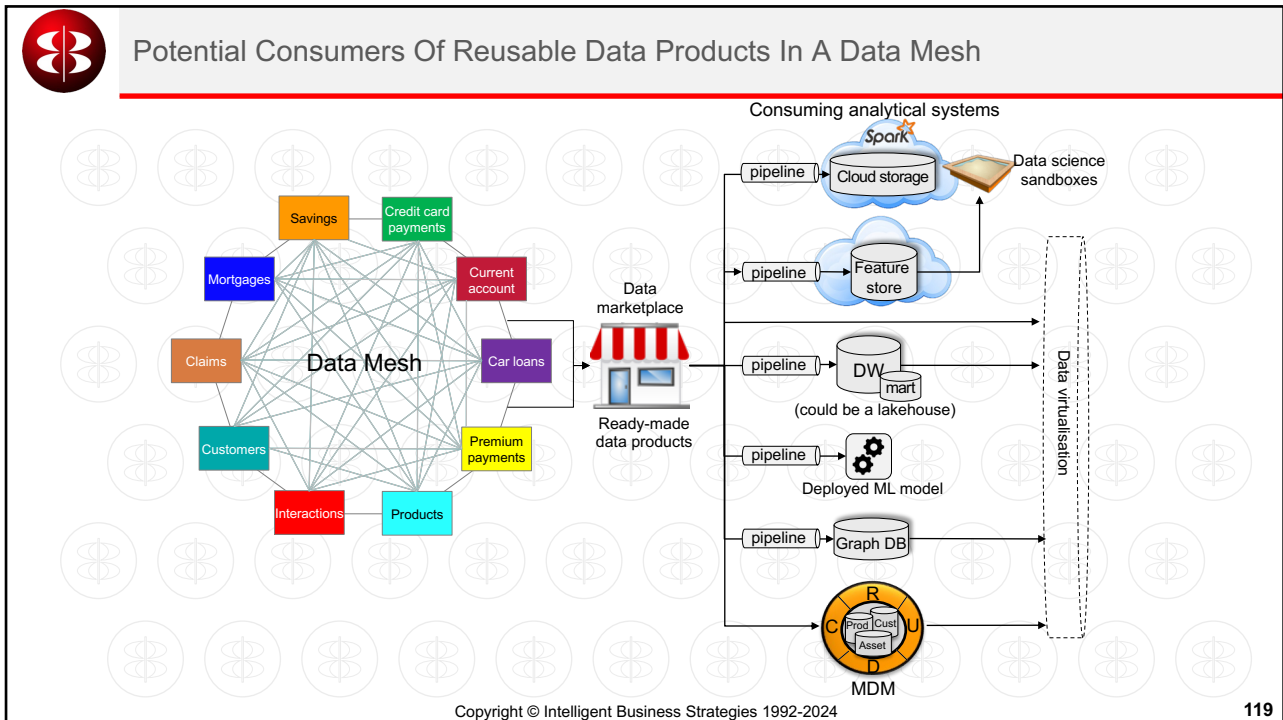 Potential Consumers Of Reusable Data Products In A Data Mesh
Consuming analytical systems
Spark
pipeline
Cloud storage
Data science
sandboxes
Savings
Credit card
payments
Mortgages
Current
account
pipeline
Feature
store
Data
marketplace
Claims
Data Mesh
Car loans
pipeline
DW
mart
(could be a lakehouse)
Data virtualisation
Ready-made
data products
Customers
Premium
payments
pipeline
Deployed ML model
Interactions
Products
pipeline
Graph DB
R
C
Prod
Cust
U
Asset
D
MDM
Copyright © Intelligent Business Strategies 1992-2024
119